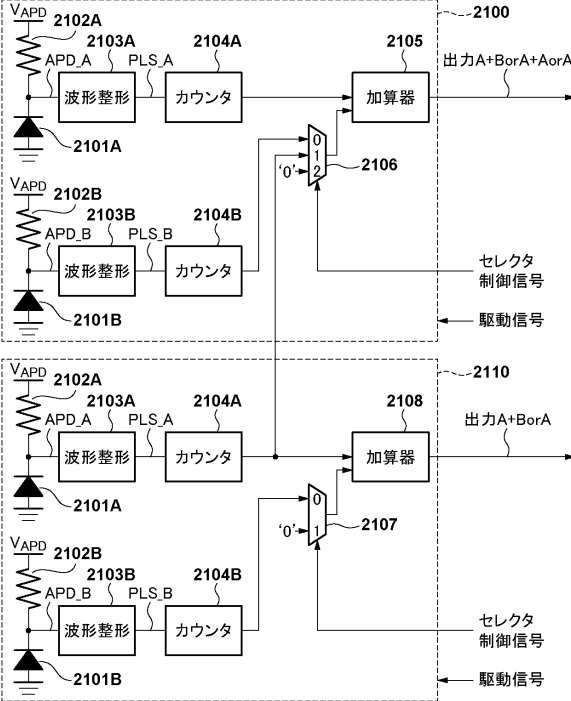 VAPD
2102A
2100
2103A
2104A
2105
出力A+BorA+AorA
APD_A
PLS_A
波形整形
カウンタ
加算器
2101A
0
1
2
'0'
2106
VAPD
2102B
2103B
2104B
APD_B
PLS_B
波形整形
カウンタ
セレクタ
制御信号
2101B
駆動信号
VAPD
2102A
2110
2103A
2104A
2108
出力A+BorA
APD_A
PLS_A
波形整形
カウンタ
加算器
2101A
0
1
'0'
2107
VAPD
2102B
2103B
2104B
APD_B
PLS_B
波形整形
カウンタ
セレクタ
制御信号
2101B
駆動信号